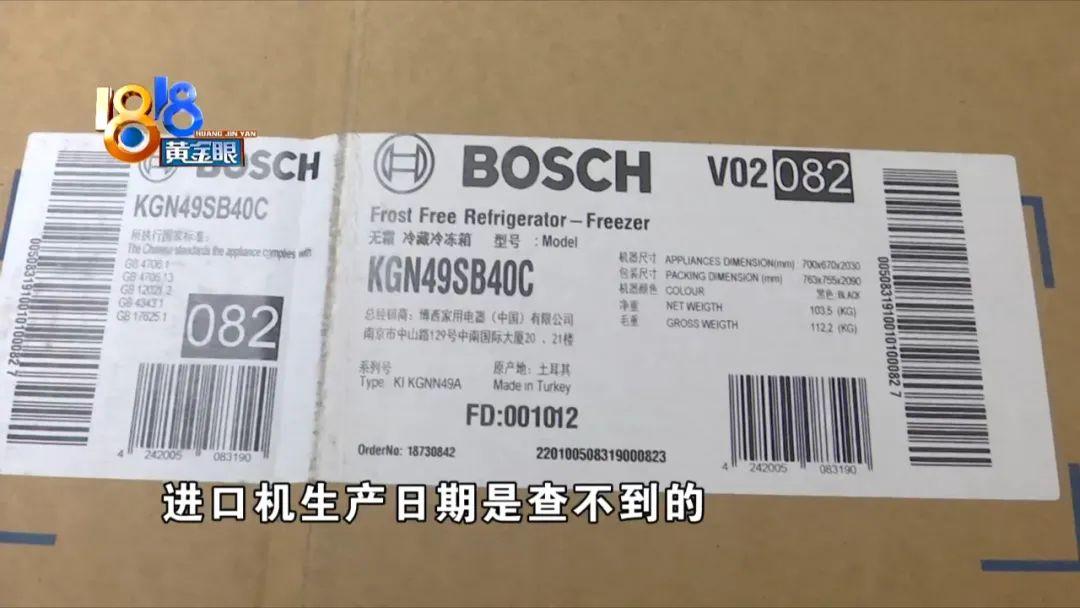 1818
HUANG JIN YAN
黄金眼
BOSCH
KGN49SB40C
所执行国家标准:
The Chinese standards the appliance complies with
GB 4706.1
GB 4706.13
GB 12021.2
GB 4343.1
GB 17625.1
082
4 242005 083190
BOSCH
V02 082
Frost Free Refrigerator – Freezer
无霜 冷藏冷冻箱 型号 : Model
KGN49SB40C
总经销商: 博西家用电器（中国）有限公司
南京市中山路129号中南国际大厦20 、21楼
系列号
Type KI KGNN49A
原产地: 土耳其
Made in Turkey
FD:001012
OrderNo: 18730842
220100508319000823
机器尺寸 APPLIANCES DIMENSION(mm) 700x670x2030
包装尺寸 PACKING DIMENSION (mm) 763x755x2090
机器颜色 COLOUR 黑色 BLACK
净重 NET WEIGTH 103,5 (KG)
毛重 GROSS WEIGTH 112,2 (KG)
4 242005 083190
进口机生产日期是查不到的